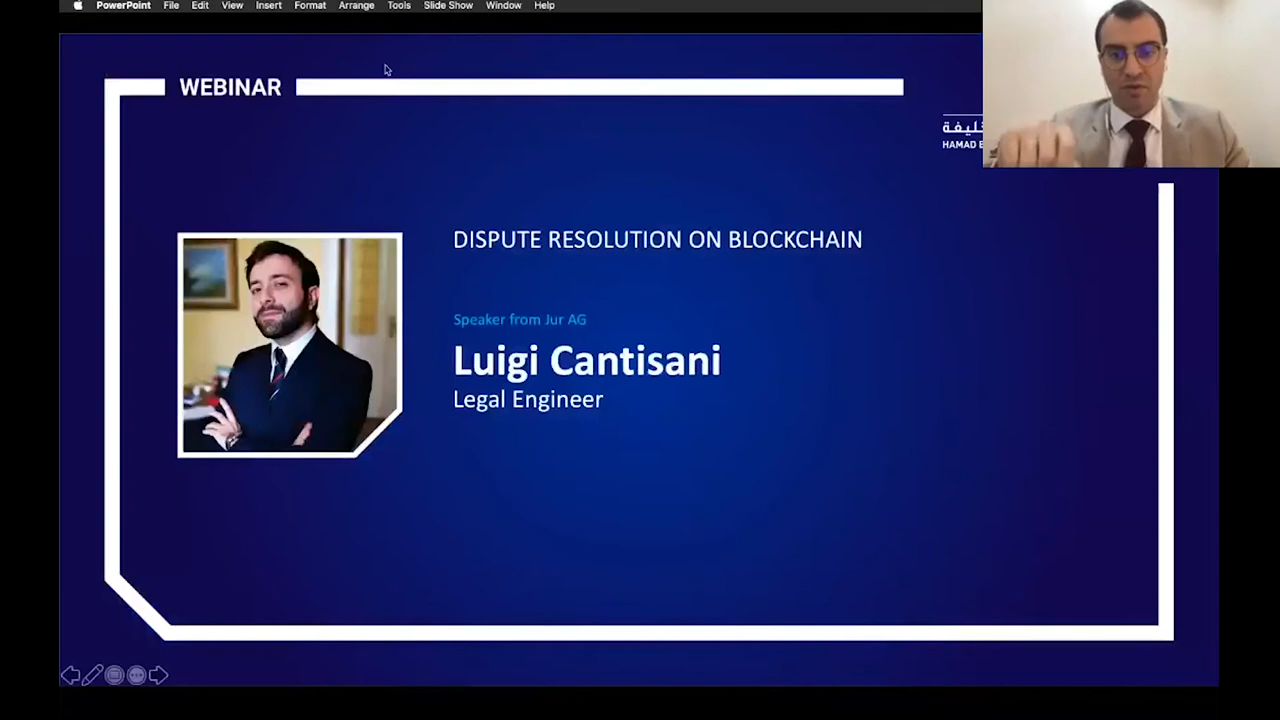 PowerPoint File Edit View Insert Format Arrange Tools Slide Show Window Help
WEBINAR
HAMAD
DISPUTE RESOLUTION ON BLOCKCHAIN
Speaker from Jur AG
Luigi Cantisani
Legal Engineer